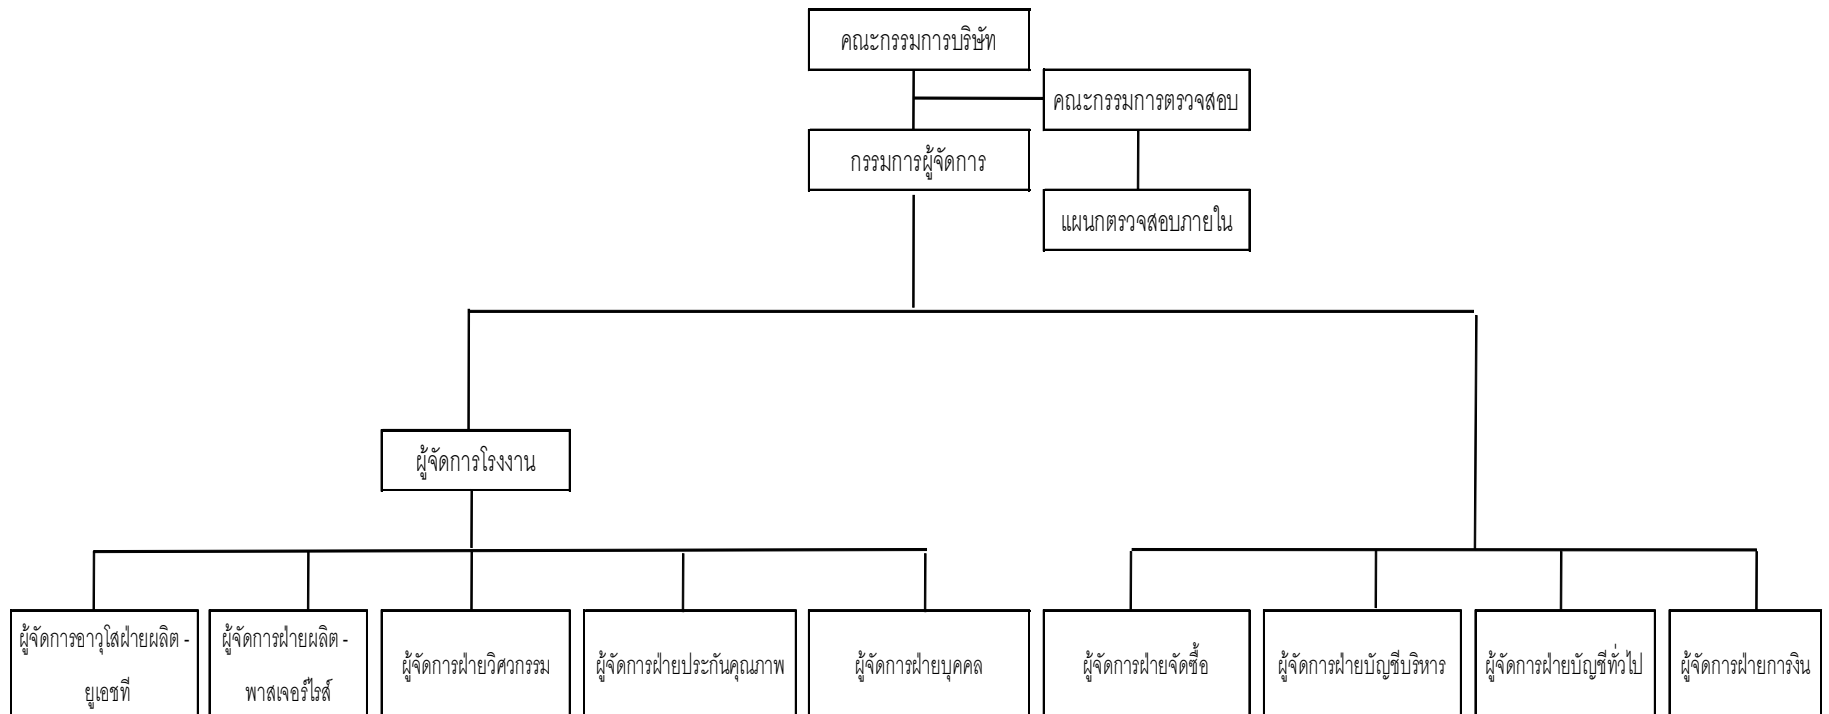 คณะกรรมการบริษัท
คณะกรรมการตรวจสอบ
กรรมการผู้จัดการ
แผนกตรวจสอบภายใน
ผู้จัดการโรงงาน
ผู้จัดการอาวุโสฝ่ายผลิต -
ยูเอชที
ผู้จัดการฝ่ายผลิต -
พาสเจอร์ไรส์
ผู้จัดการฝ่ายวิศวกรรม
ผู้จัดการฝ่ายประกันคุณภาพ
ผู้จัดการฝ่ายบุคคล
ผู้จัดการฝ่ายจัดซื้อ
ผู้จัดการฝ่ายบัญชีบริหาร
ผู้จัดการฝ่ายบัญชีทั่วไป
ผู้จัดการฝ่ายการเงิน